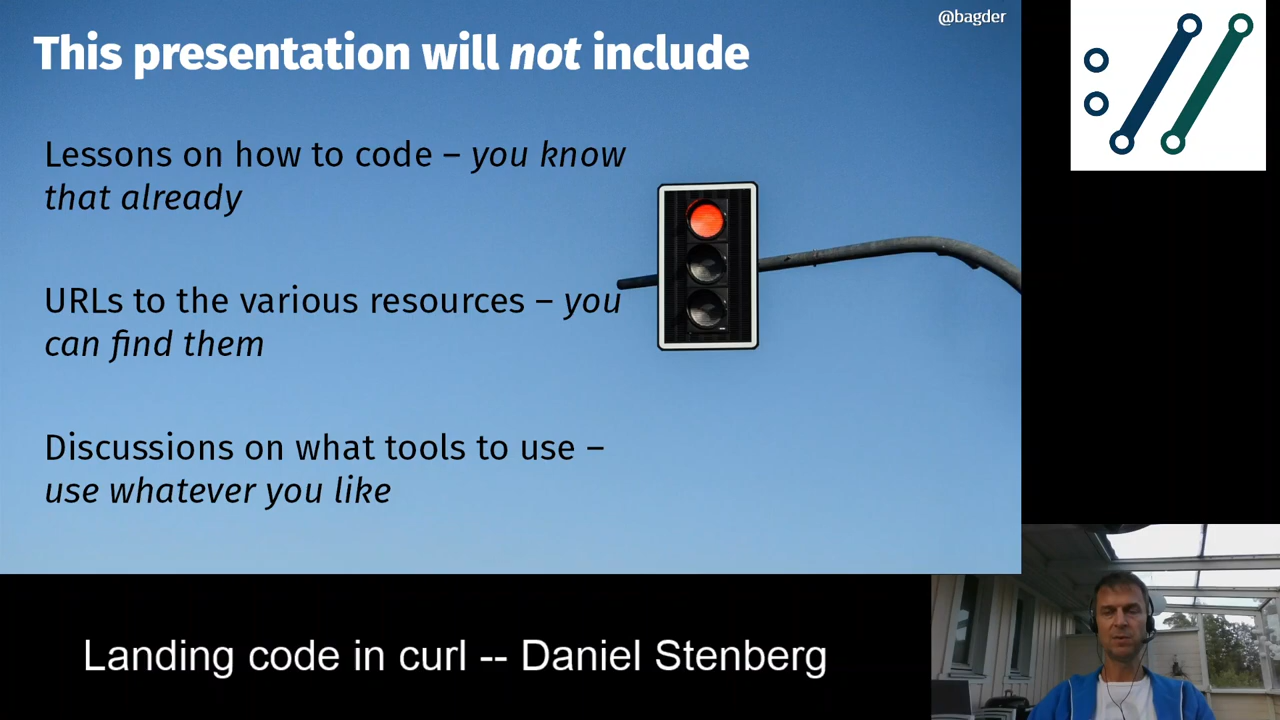 @bagder
This presentation will not include
Lessons on how to code – you know
that already
URLs to the various resources – you
can find them
Discussions on what tools to use –
use whatever you like
Landing code in curl -- Daniel Stenberg